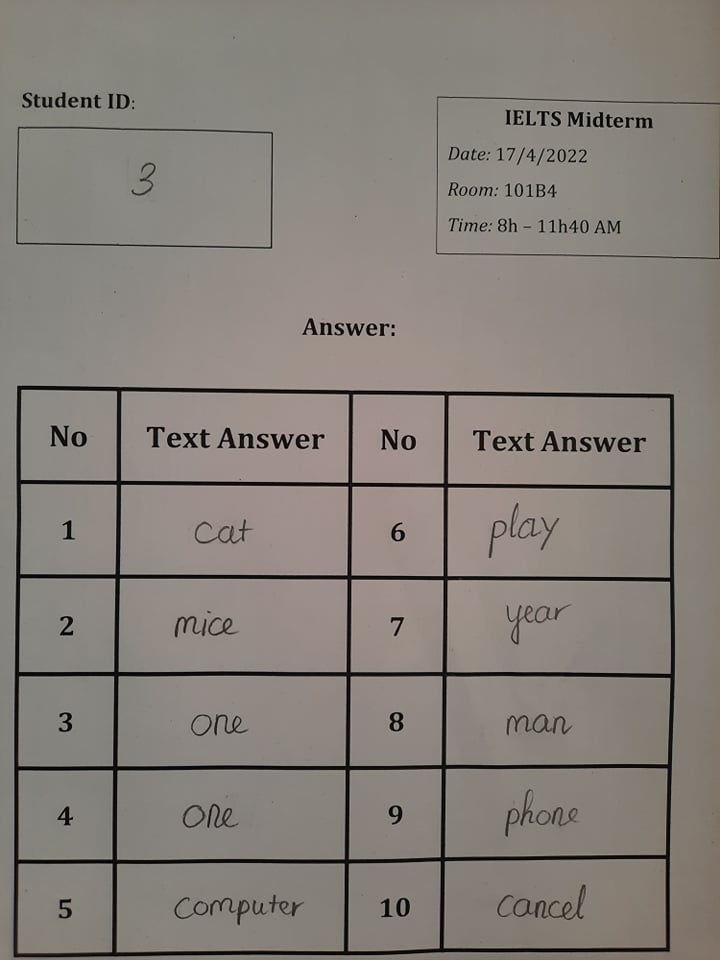 Student ID:
3
IELTS Midterm
Date: 17/4/2022
Room: 101B4
Time: 8h – 11h40 AM
Answer:
No Text Answer No Text Answer
1 cat 6 play
2 mice 7 year
3 one 8 man
4 one 9 phone
5 computer 10 cancel